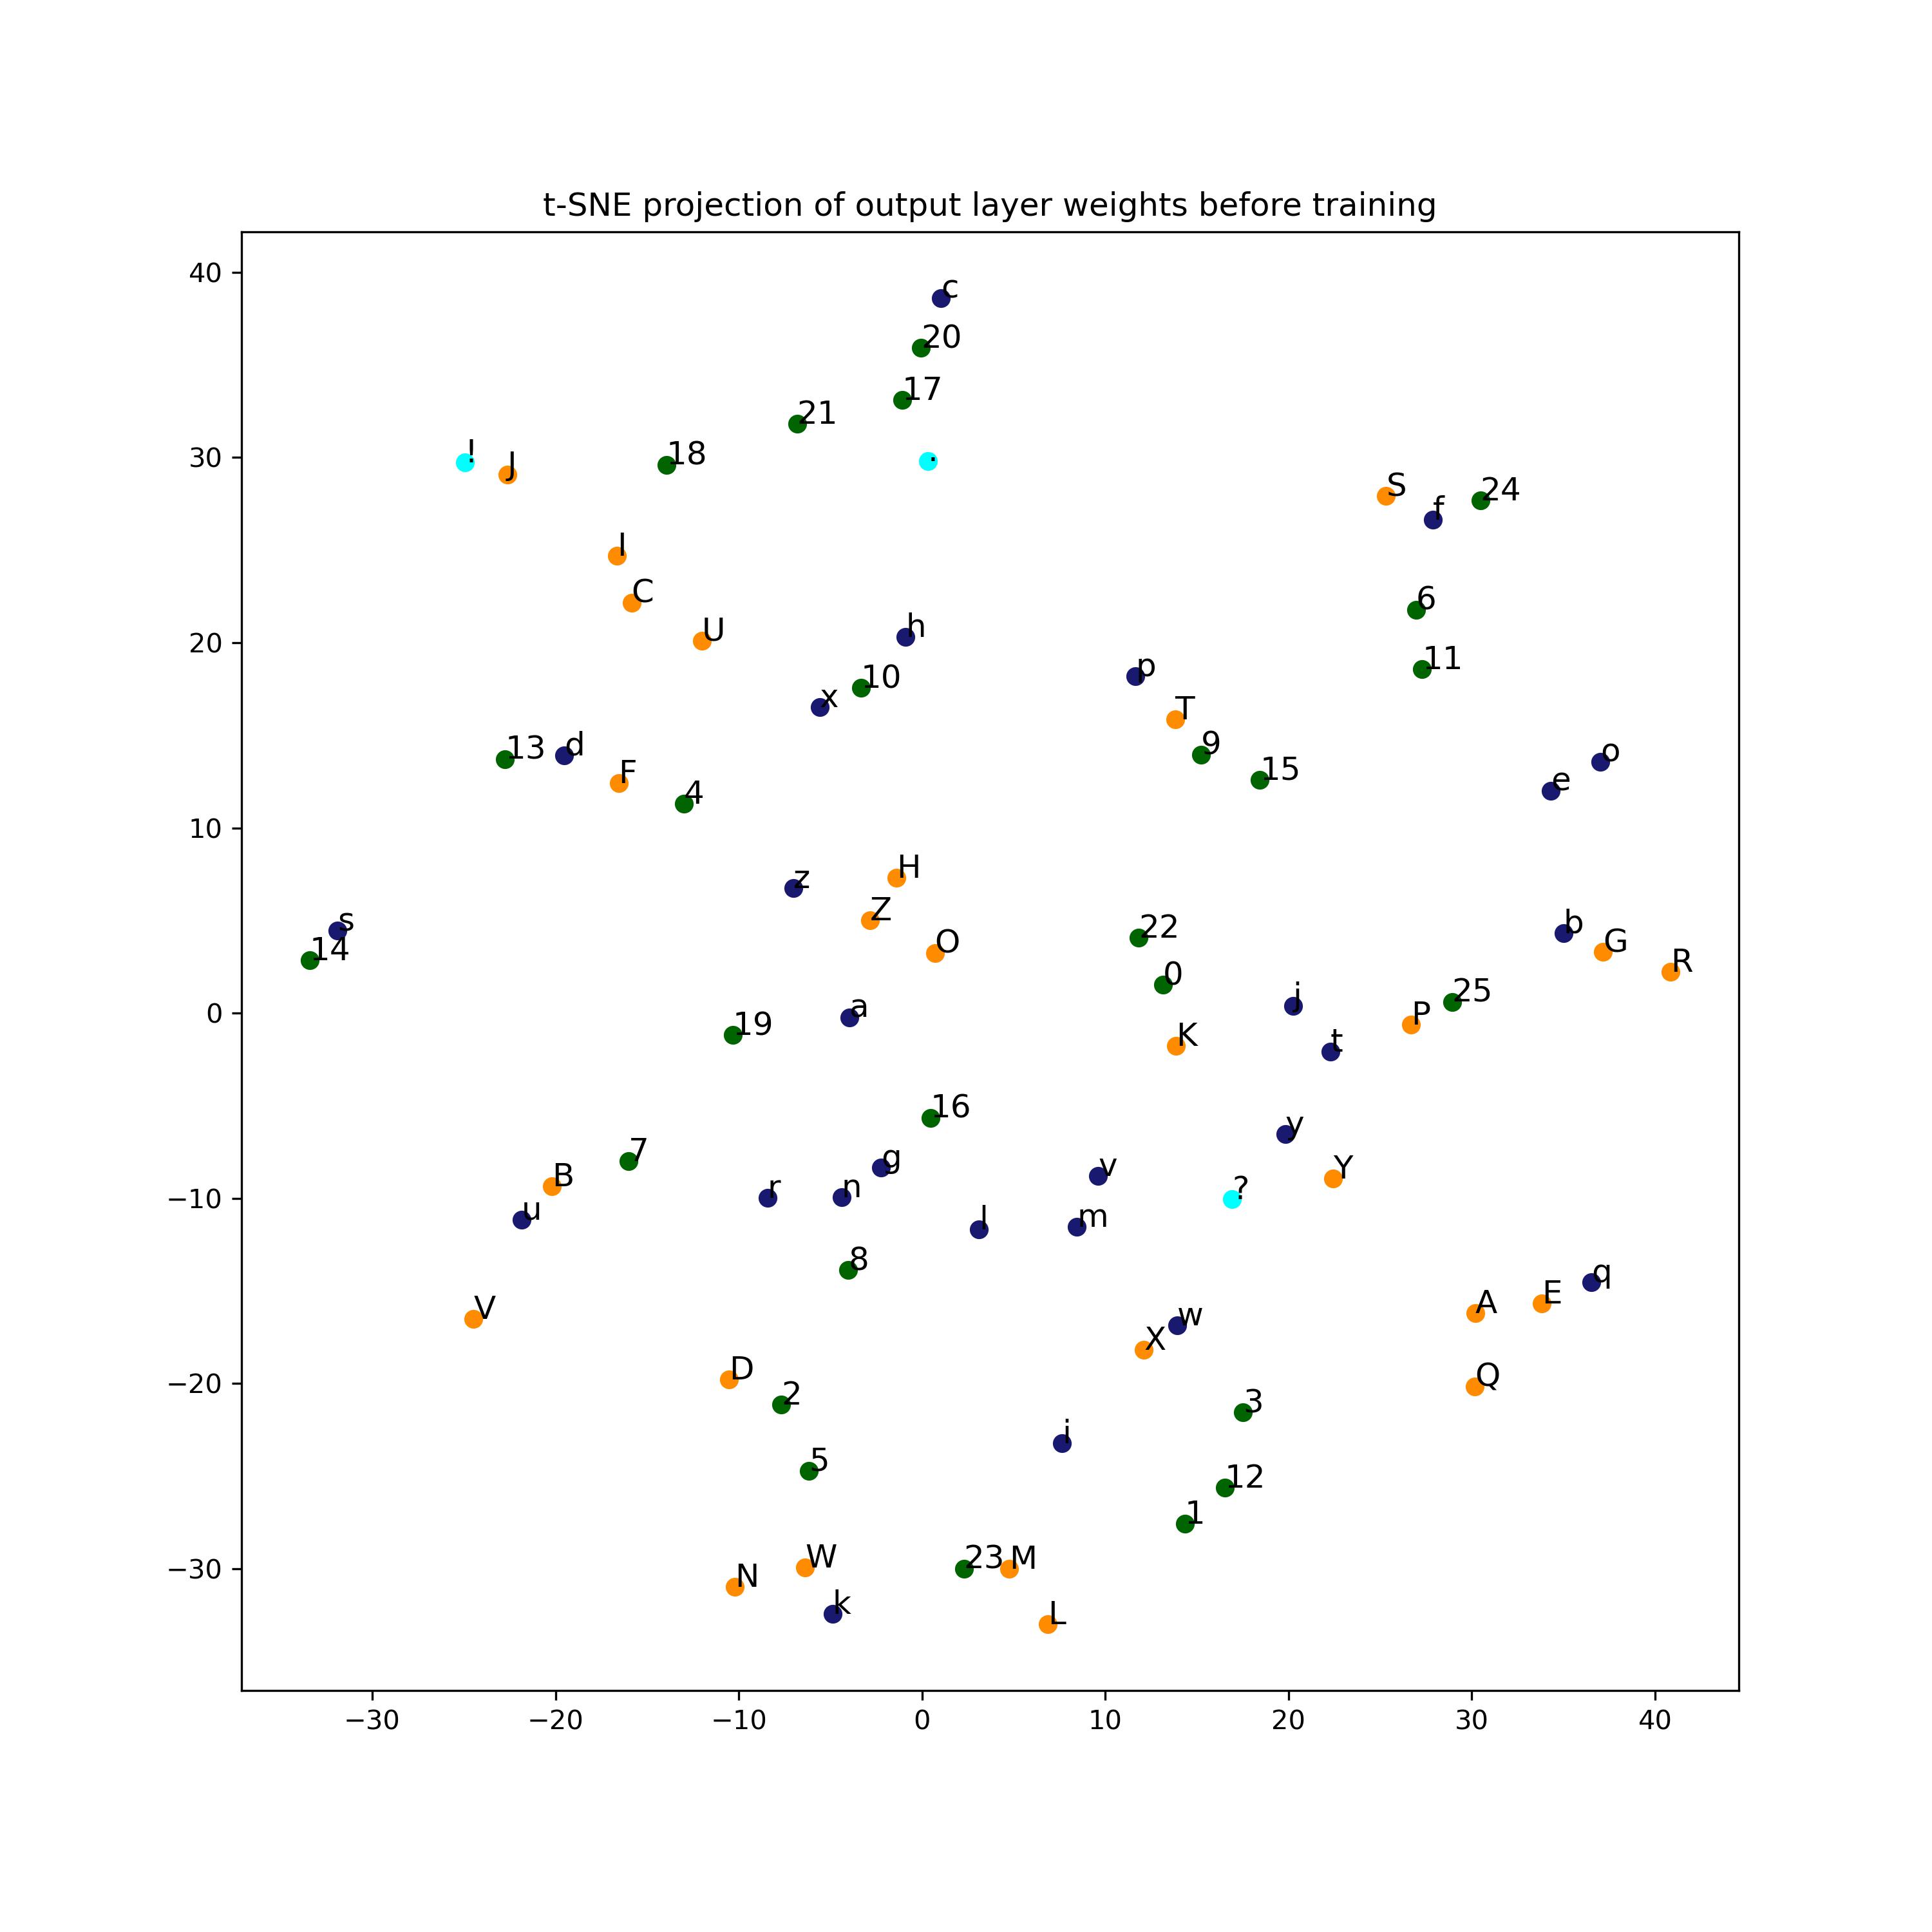 t-SNE projection of output layer weights before training
40
c
20
17
21
! J 18 .
30
S f 24
I
C
6
U h
20
11
10 p
x
T
13 d 9
F 15 o
4 e
10
z H
Z
s 22 b
14 O G
R
0
25
0
a j
19 P
K t
16
y
7 g v
B Y
r n ?
-10
u l m
8
q
E
V A
w
X
D Q
-20
2 3
i
5
12
1
W 23 M
-30
N
k L
-30 -20 -10 0 10 20 30 40